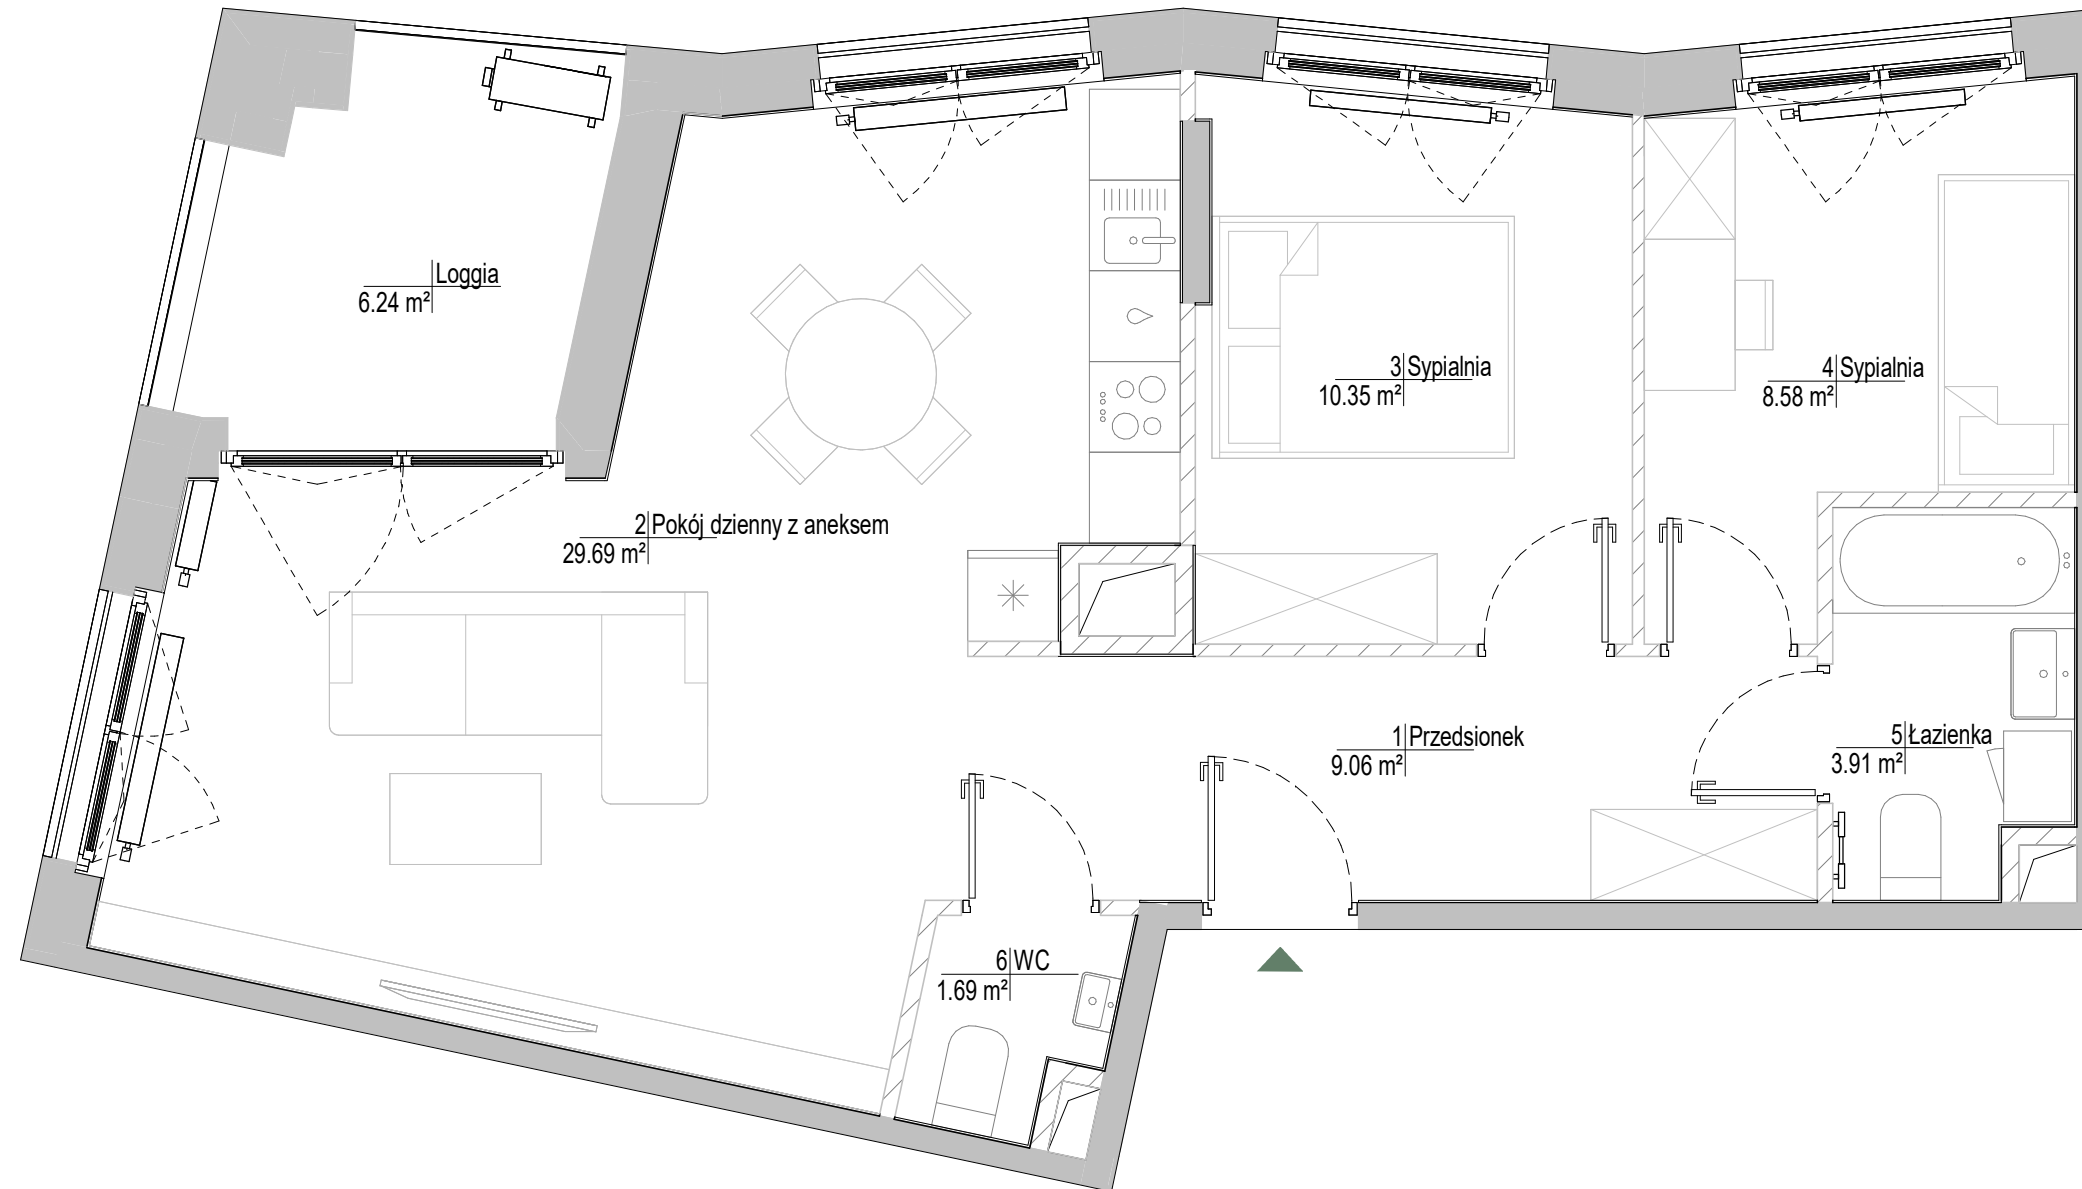 Loggia
6.24 m²
3 Sypialnia
10.35 m²
4 Sypialnia
8.58 m²
2 Pokój dzienny z aneksem
29.69 m²
1 Przedsionek
9.06 m²
5 Łazienka
3.91 m²
6 WC
1.69 m²